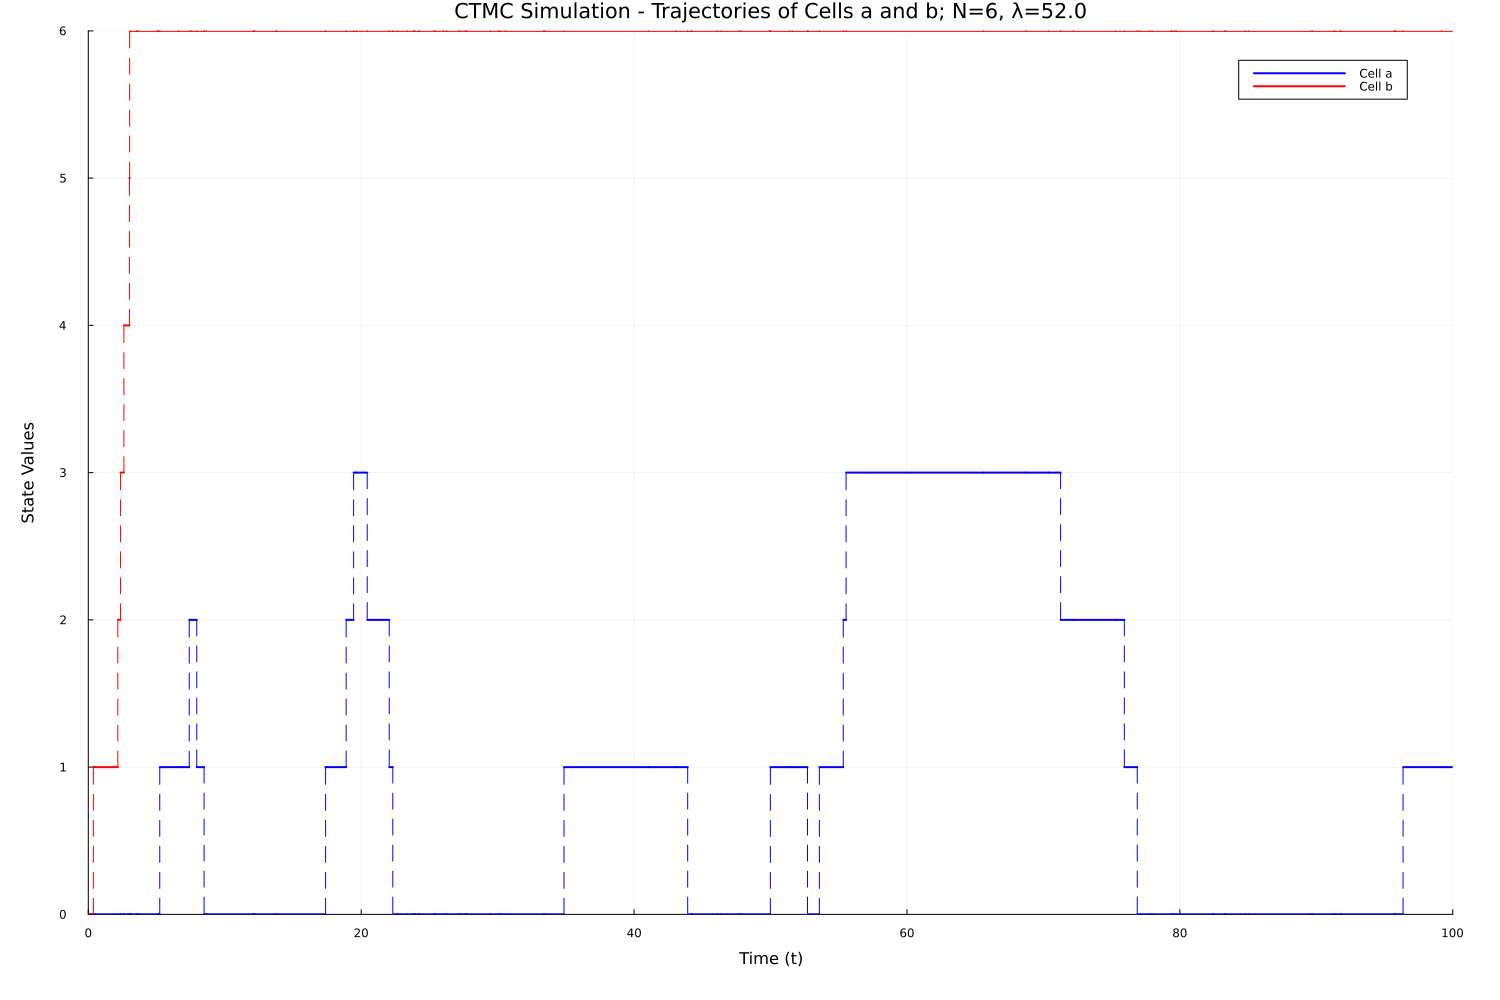 CTMC Simulation - Trajectories of Cells a and b; N=6, λ=52.0
6
Cell a
Cell b
5
4
State Values
3
2
1
0
0 20 40 60 80 100
Time (t)